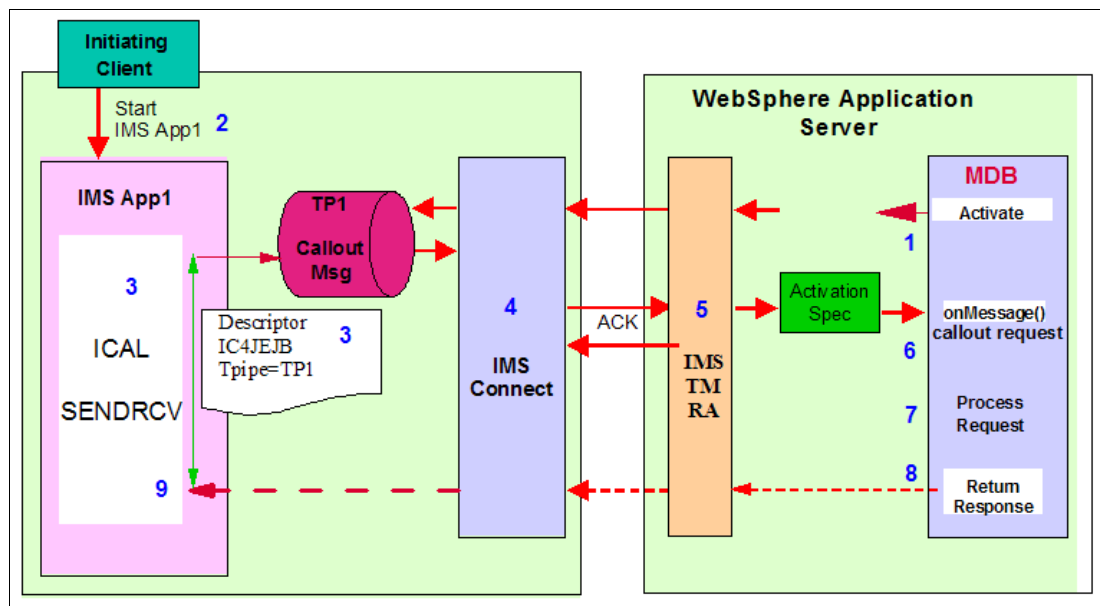 Initiating
Client
Start
IMS App1
2
IMS App1
3
ICAL
SENDRCV
9
TP1
Callout
Msg
Descriptor
IC4JEJB
Tpipe=TP1
3
4
IMS
Connect
ACK
WebSphere Application
Server
5
IMS
TM
RA
Activation
Spec
MDB
Activate
1
onMessage()
callout request
6
7
Process
Request
8
Return
Response